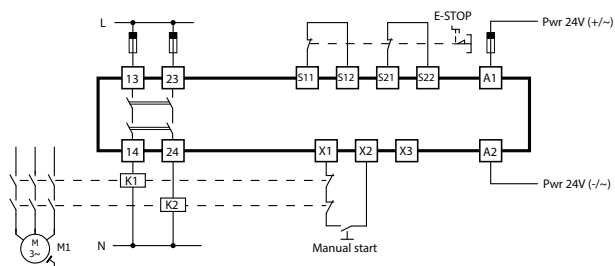 E-STOP
L
Pwr 24V (+/~)
13
23
S11
S12
S21
S22
A1
14
24
X1
X2
X3
A2
K1
K2
Pwr 24V (-/~)
M
3~
M1
N
Manual start